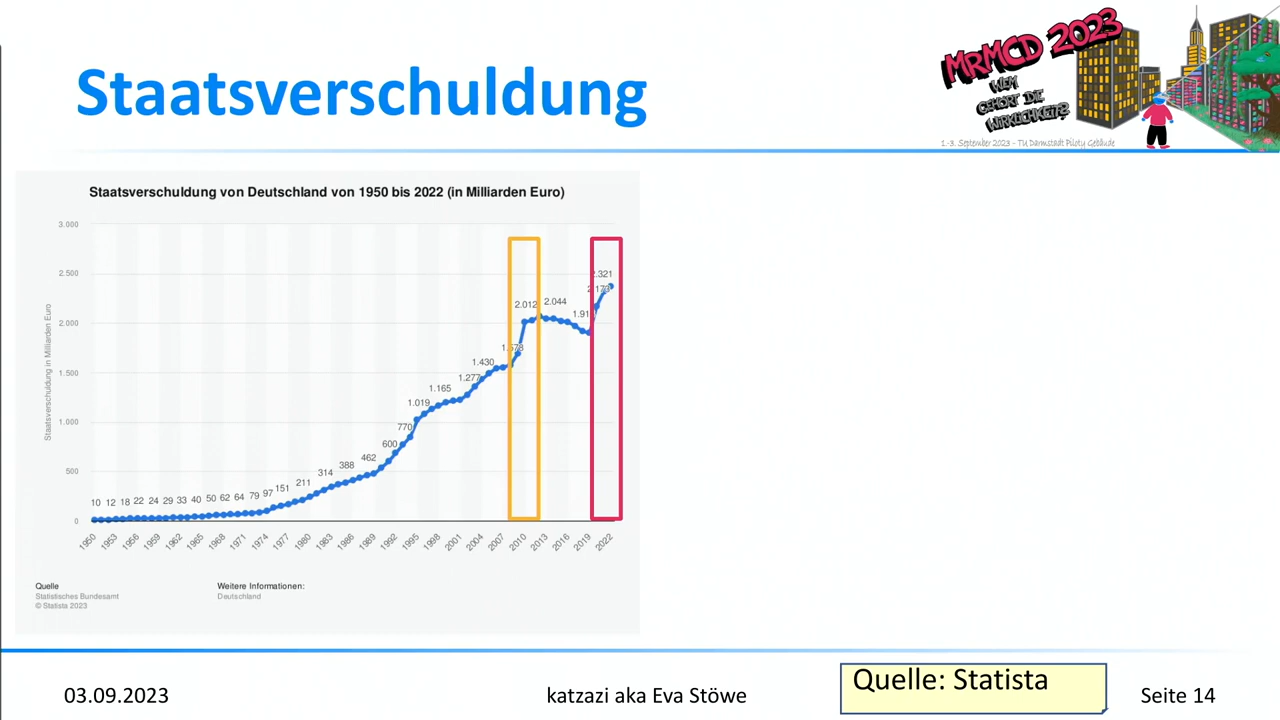 Staatsverschuldung
MRMCD 2023
WEM
GEHÖRT DIE
WIRKLICHKEIT?
1.-3. September 2023 - TU Darmstadt Piloty Gebäude
Staatsverschuldung von Deutschland von 1950 bis 2022 (in Milliarden Euro)
Staatsverschuldung in Milliarden Euro
3.000
2.500
2.000
1.500
1.000
500
0
10 12 18 22 24 29 33 40 50 62 64 79 97 151 211 314 388 462 600 770 1.019 1.165 1.277 1.430 1.578 2.012 2.044 2.321
1950 1953 1956 1959 1962 1965 1968 1971 1974 1977 1980 1983 1986 1989 1992 1995 1998 2001 2004 2007 2010 2013 2016 2019 2022
Quelle
Statistisches Bundesamt
© Statista 2023
Weitere Informationen:
Deutschland
03.09.2023
katzazi aka Eva Stöwe
Quelle: Statista
Seite 14